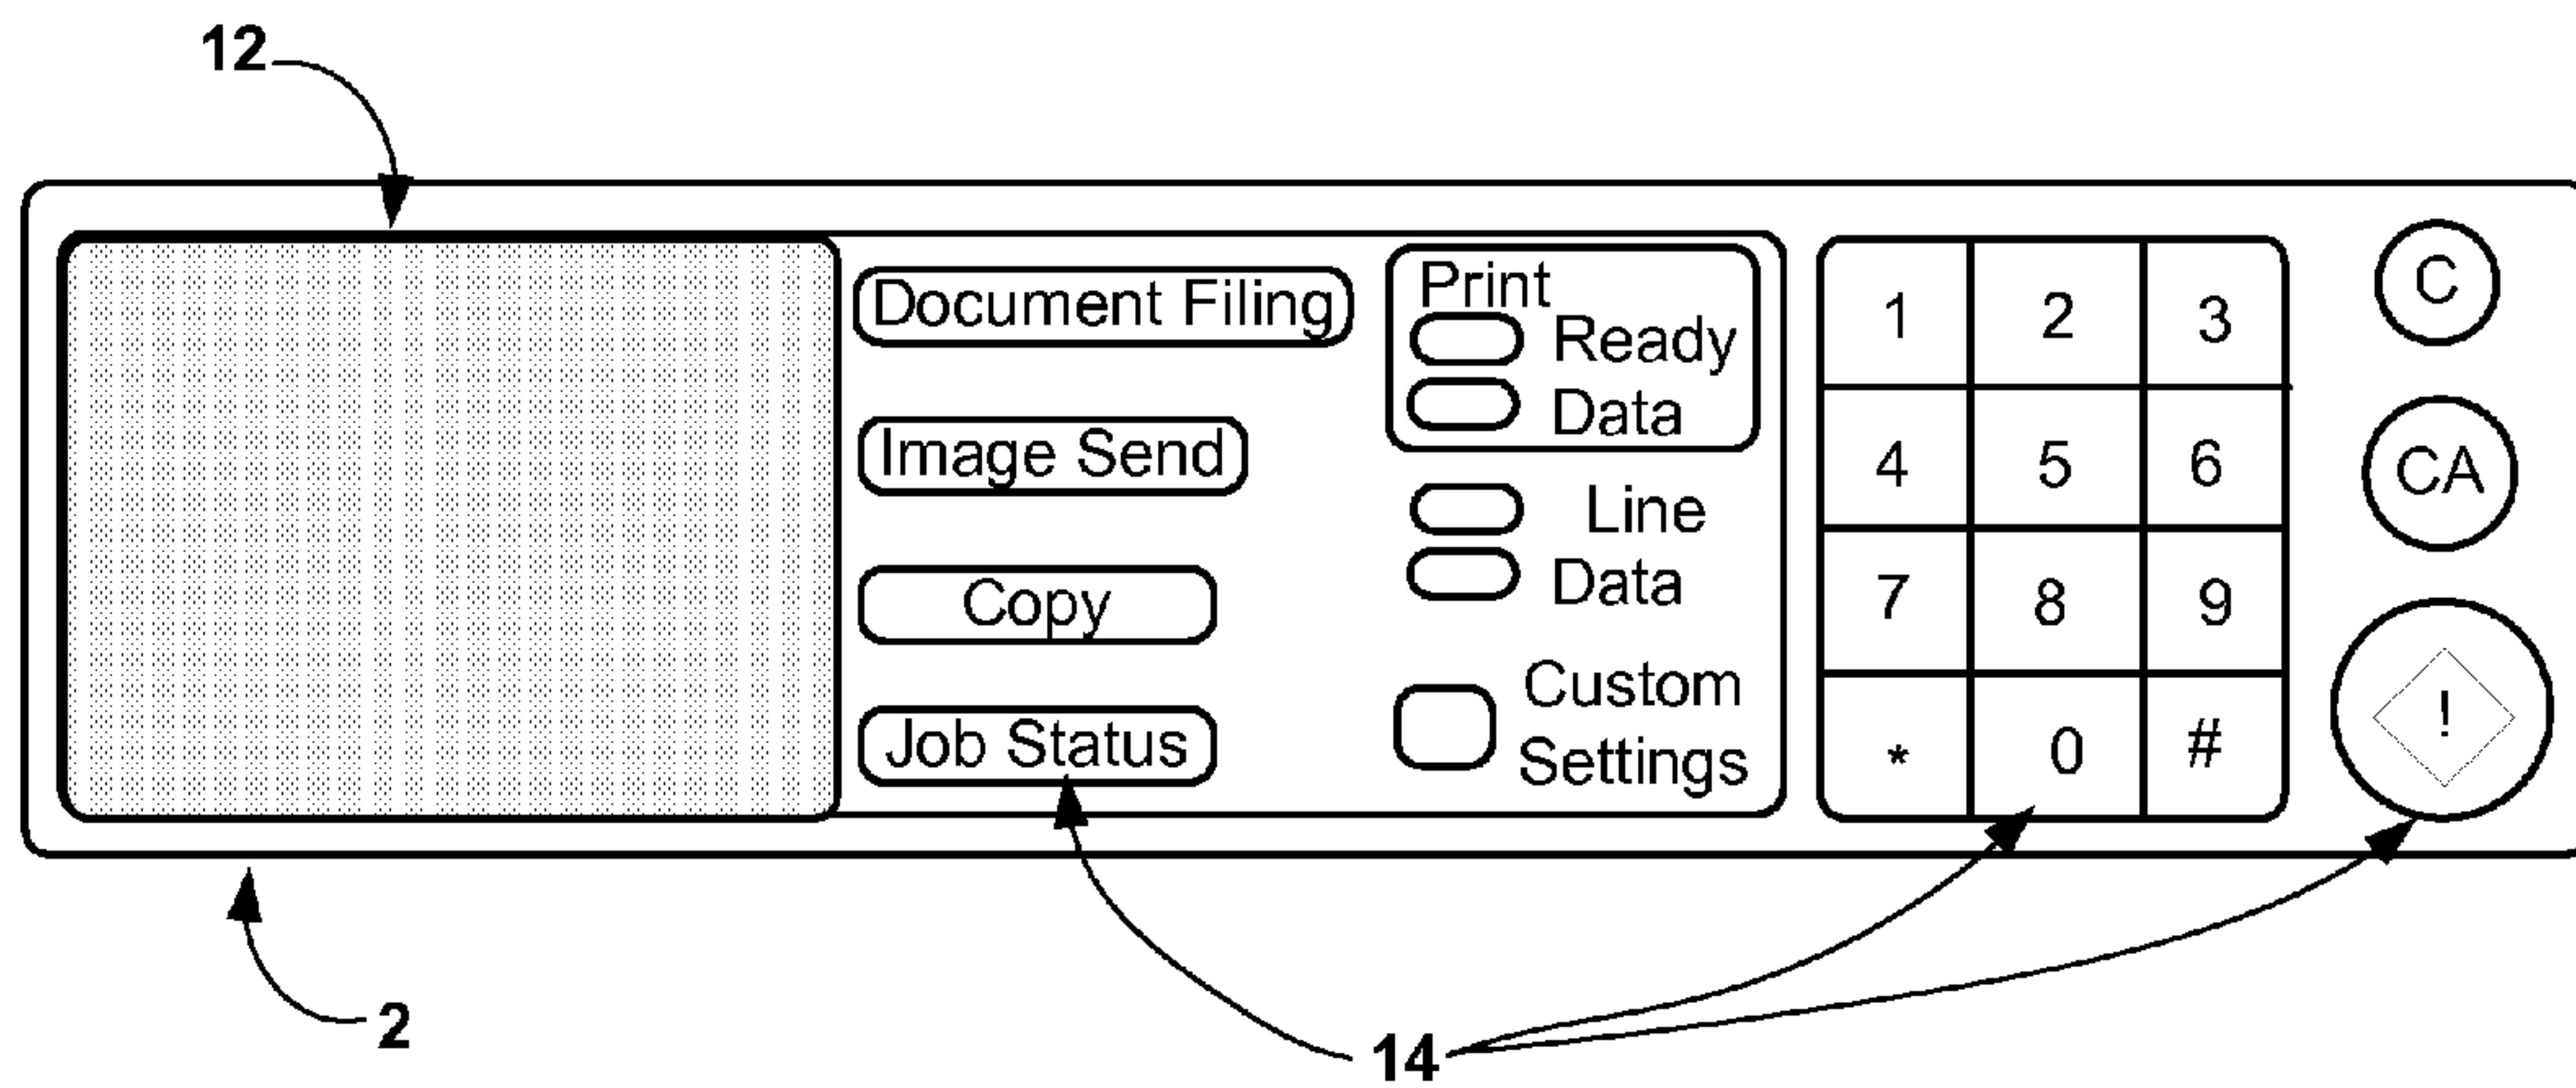 12
Document Filing
Image Send
Copy
Job Status
Print
Ready
Data
Line
Data
Custom
Settings
1 2 3
4 5 6
7 8 9
* 0 #
C
CA
!
2
14